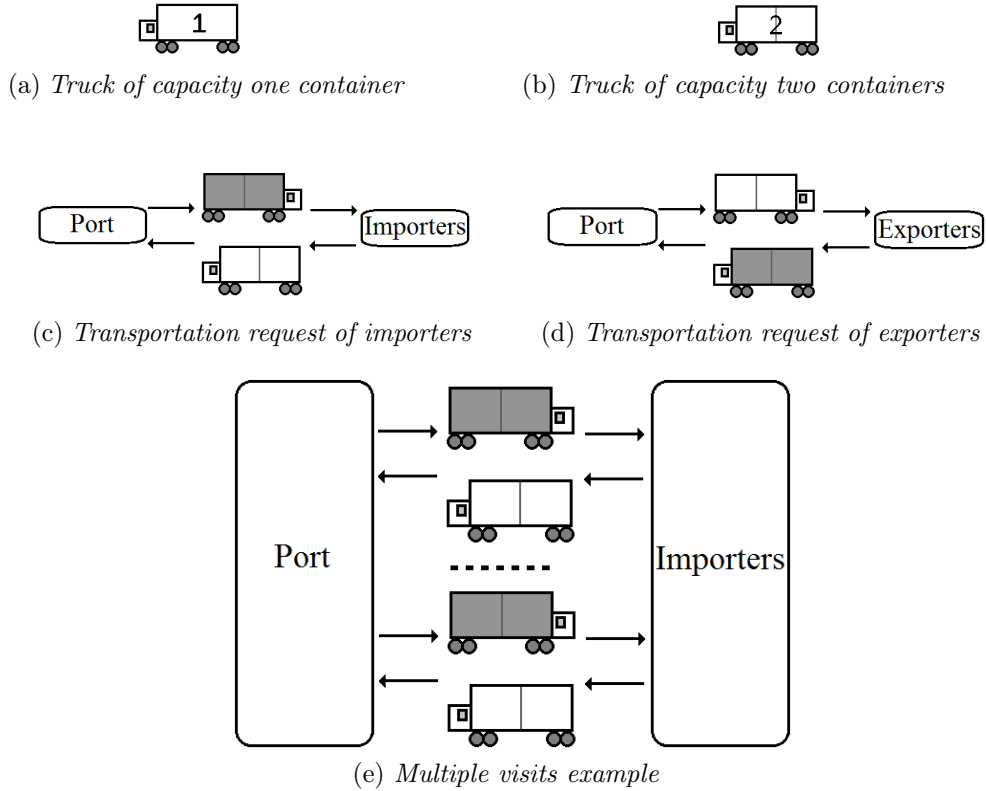 1
2
(a) Truck of capacity one container
(b) Truck of capacity two containers
Port
Importers
Port
Exporters
(c) Transportation request of importers
(d) Transportation request of exporters
Port
Importers
(e) Multiple visits example